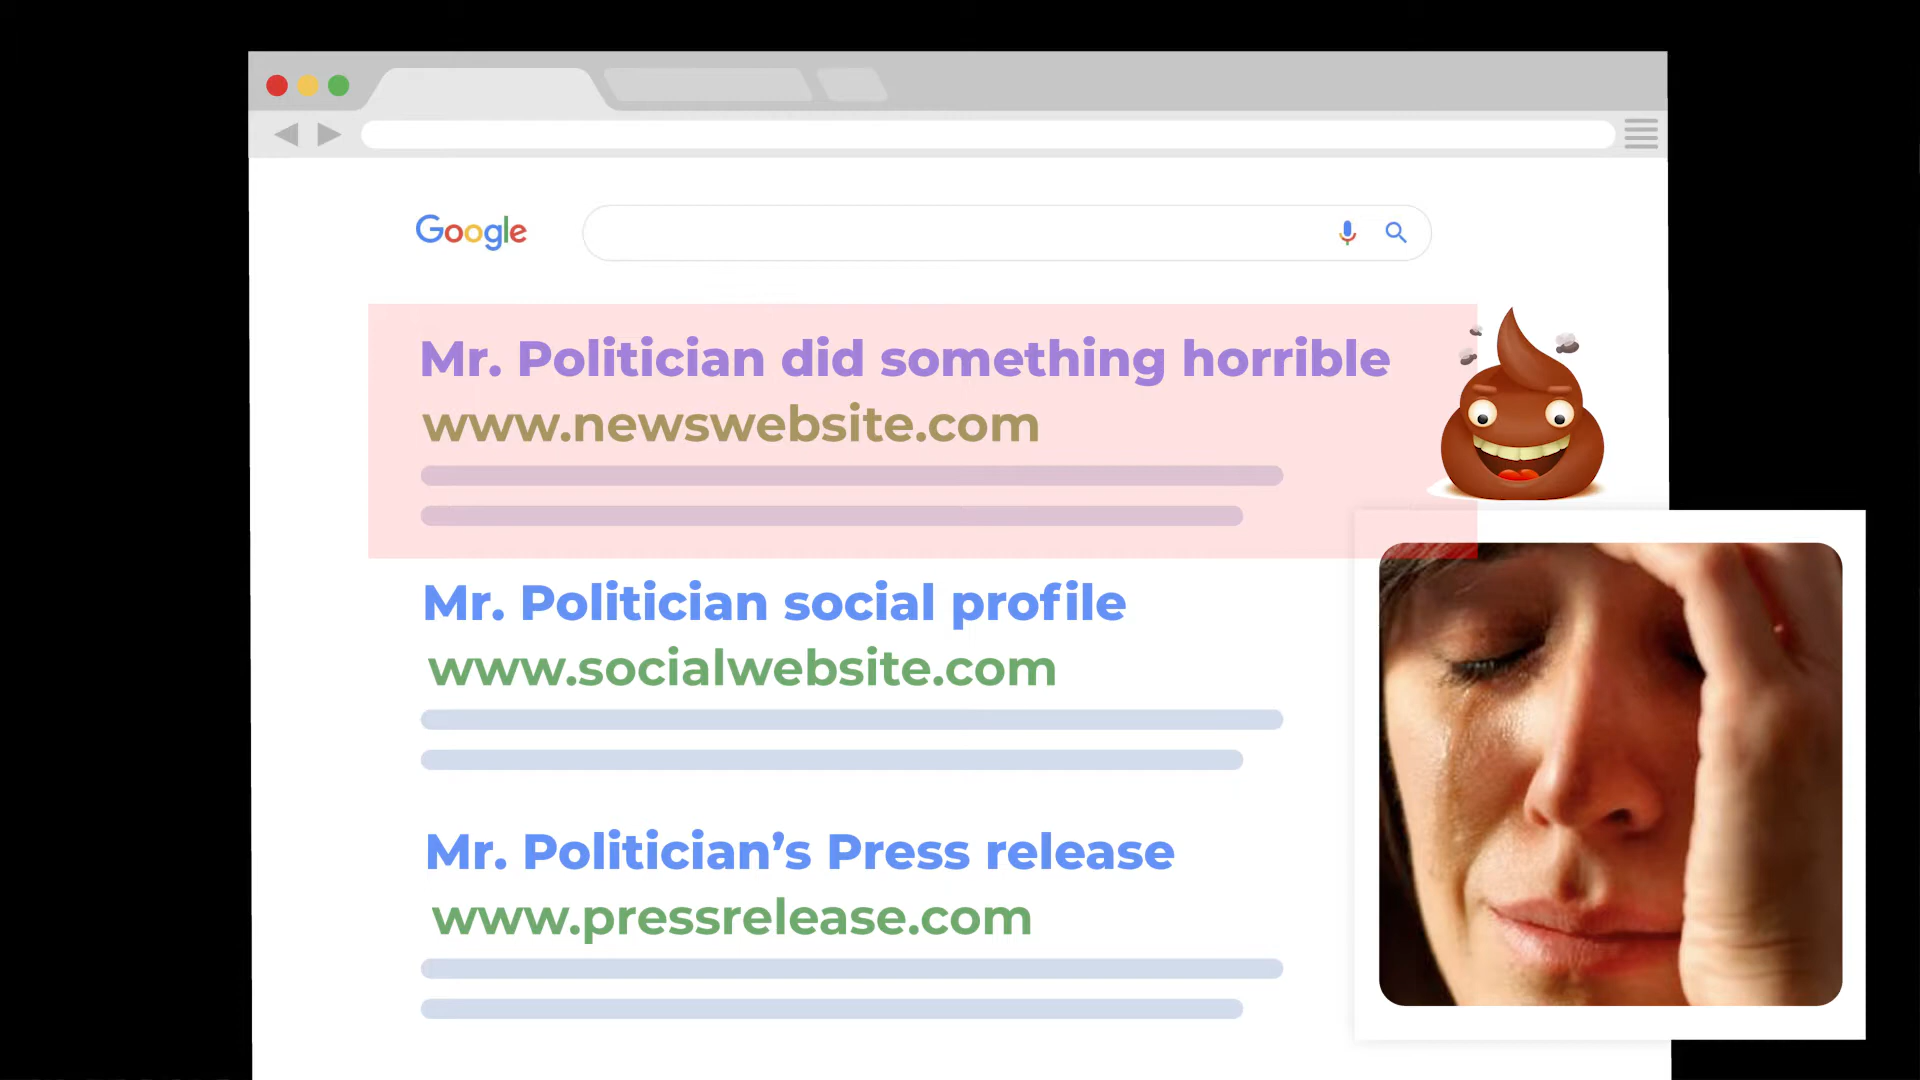 Google
Mr. Politician did something horrible
www.newswebsite.com
Mr. Politician social profile
www.socialwebsite.com
Mr. Politician’s Press release
www.pressrelease.com